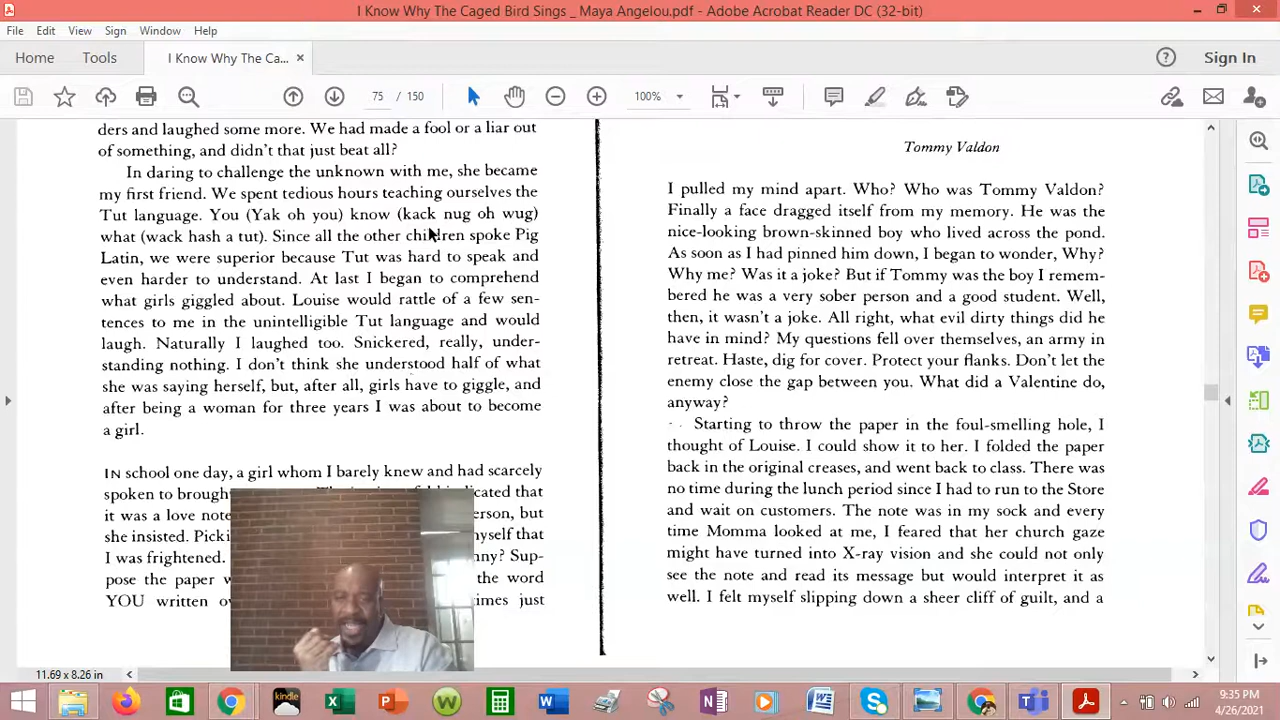 I Know Why The Caged Bird Sings _ Maya Angelou.pdf - Adobe Acrobat Reader DC (32-bit)
File Edit View Sign Window Help
Home Tools I Know Why The Ca... × Sign In
75 / 150 100%
ders and laughed some more. We had made a fool or a liar out
of something, and didn't that just beat all?
In daring to challenge the unknown with me, she became
my first friend. We spent tedious hours teaching ourselves the
Tut language. You (Yak oh you) know (kack nug oh wug)
what (wack hash a tut). Since all the other children spoke Pig
Latin, we were superior because Tut was hard to speak and
even harder to understand. At last I began to comprehend
what girls giggled about. Louise would rattle of a few sen-
tences to me in the unintelligible Tut language and would
laugh. Naturally I laughed too. Snickered, really, under-
standing nothing. I don't think she understood half of what
she was saying herself, but, after all, girls have to giggle, and
after being a woman for three years I was about to become
a girl.
IN school one day, a girl whom I barely knew and had scarcely
spoken to brought indicated that
it was a love note erson, but
she insisted. Picki yself that
I was frightened. nny? Sup-
pose the paper w the word
YOU written ov imes just
Tommy Valdon
I pulled my mind apart. Who? Who was Tommy Valdon?
Finally a face dragged itself from my memory. He was the
nice-looking brown-skinned boy who lived across the pond.
As soon as I had pinned him down, I began to wonder, Why?
Why me? Was it a joke? But if Tommy was the boy I remem-
bered he was a very sober person and a good student. Well,
then, it wasn't a joke. All right, what evil dirty things did he
have in mind? My questions fell over themselves, an army in
retreat. Haste, dig for cover. Protect your flanks. Don't let the
enemy close the gap between you. What did a Valentine do,
anyway?
Starting to throw the paper in the foul-smelling hole, I
thought of Louise. I could show it to her. I folded the paper
back in the original creases, and went back to class. There was
no time during the lunch period since I had to run to the Store
and wait on customers. The note was in my sock and every
time Momma looked at me, I feared that her church gaze
might have turned into X-ray vision and she could not only
see the note and read its message but would interpret it as
well. I felt myself slipping down a sheer cliff of guilt, and a
11.69 x 8.26 in
kindle
9:35 PM
4/26/2021